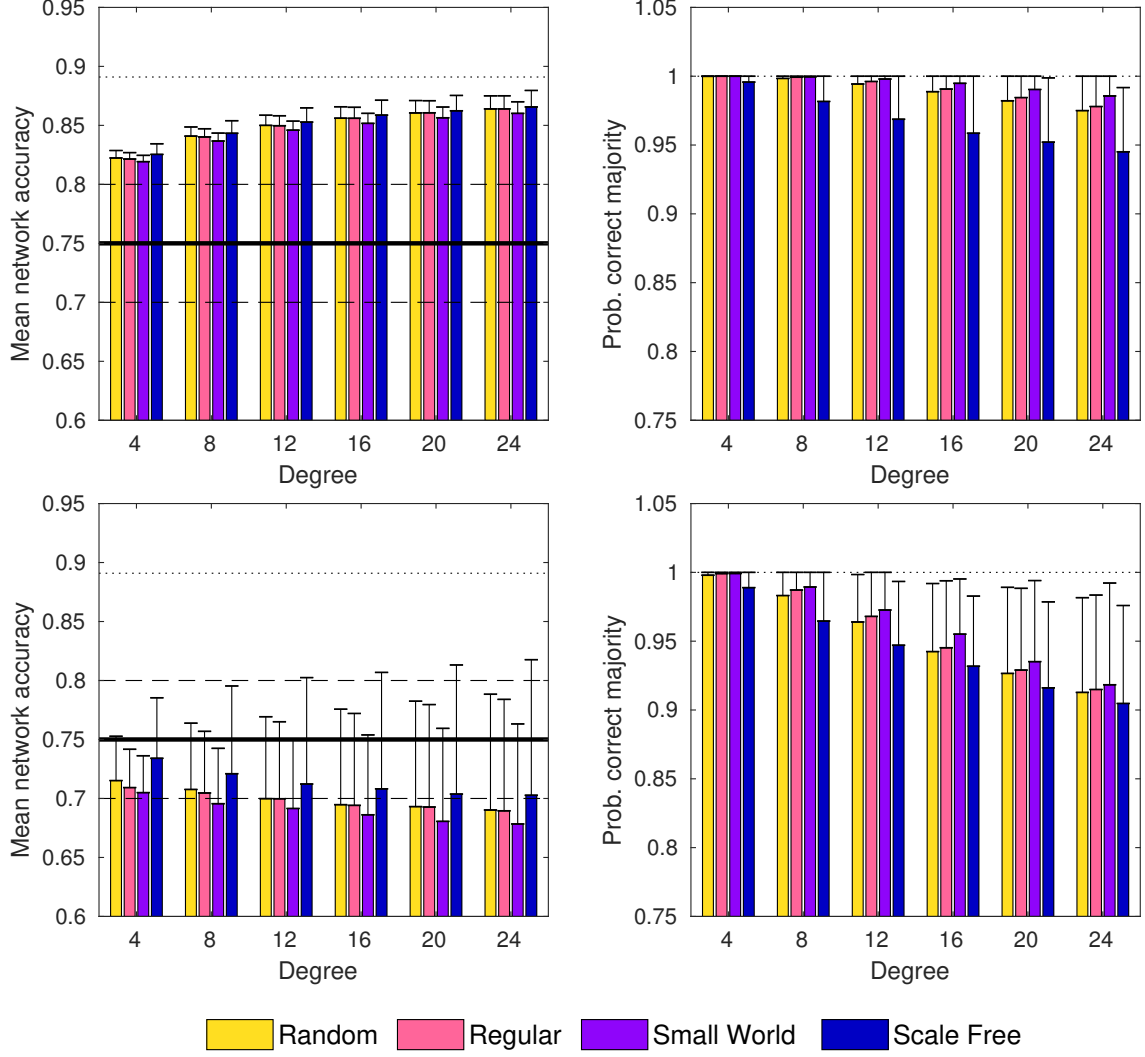 Mean network accuracy
0.95
0.9
0.85
0.8
0.75
0.7
0.65
0.6
4 8 12 16 20 24
Degree
Prob. correct majority
1.05
1
0.95
0.9
0.85
0.8
0.75
4 8 12 16 20 24
Degree
Mean network accuracy
0.95
0.9
0.85
0.8
0.75
0.7
0.65
0.6
4 8 12 16 20 24
Degree
Prob. correct majority
1.05
1
0.95
0.9
0.85
0.8
0.75
4 8 12 16 20 24
Degree
Random Regular Small World Scale Free